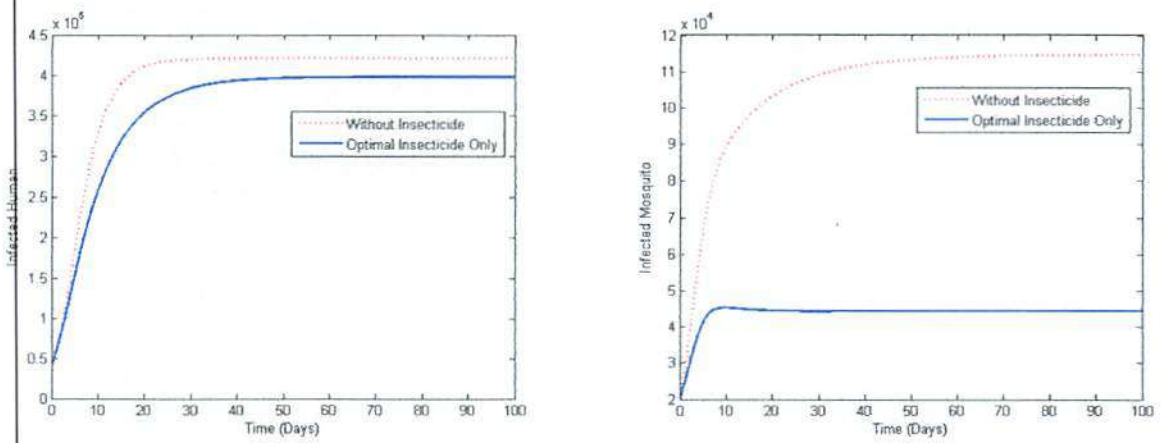 x 10^5
4.5
4
3.5
3
2.5
2
1.5
1
0.5
0
Infected Human
Without Insecticide
Optimal Insecticide Only
0 10 20 30 40 50 60 70 80 90 100
Time (Days)
x 10^4
12
11
10
9
8
7
6
5
4
3
2
Infected Mosquito
Without Insecticide
Optimal Insecticide Only
0 10 20 30 40 50 60 70 80 90 100
Time (Days)